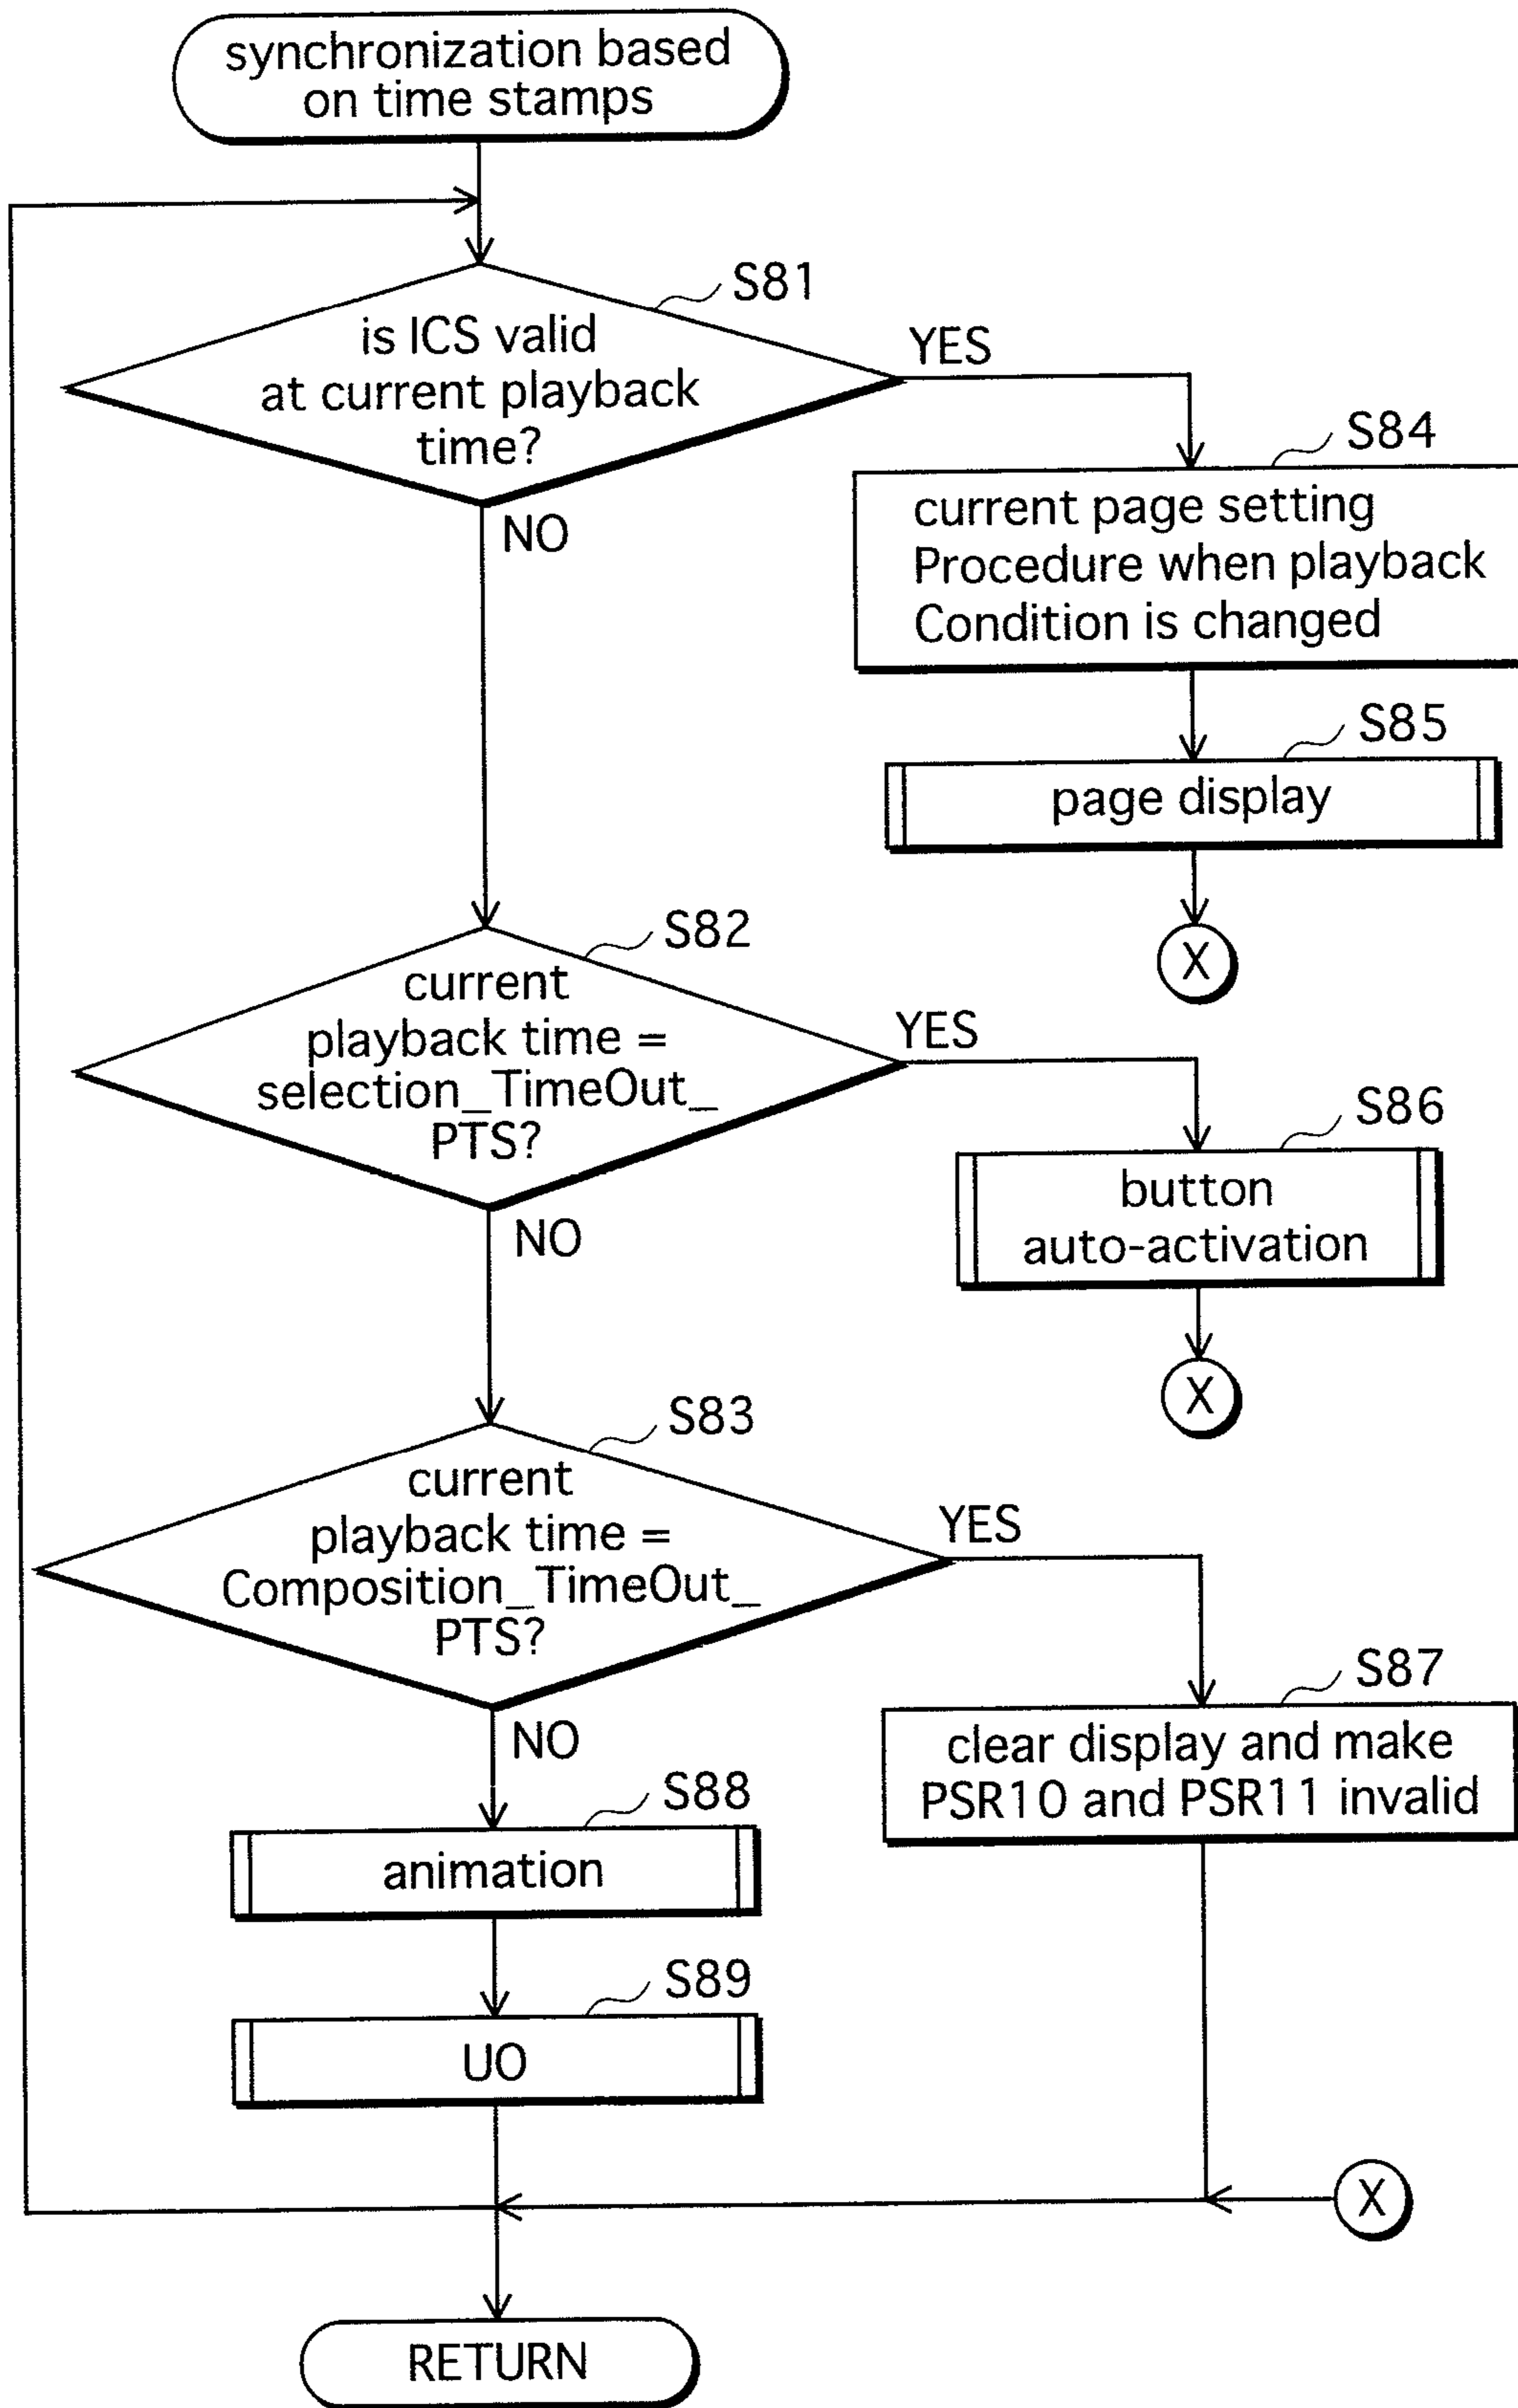 synchronization based
on time stamps
S81
is ICS valid
at current playback
time?
YES
NO
S84
current page setting
Procedure when playback
Condition is changed
S85
page display
X
S82
current
playback time =
selection_TimeOut_
PTS?
YES
NO
S86
button
auto-activation
X
S83
current
playback time =
Composition_TimeOut_
PTS?
YES
NO
S87
clear display and make
PSR10 and PSR11 invalid
S88
animation
S89
UO
X
RETURN